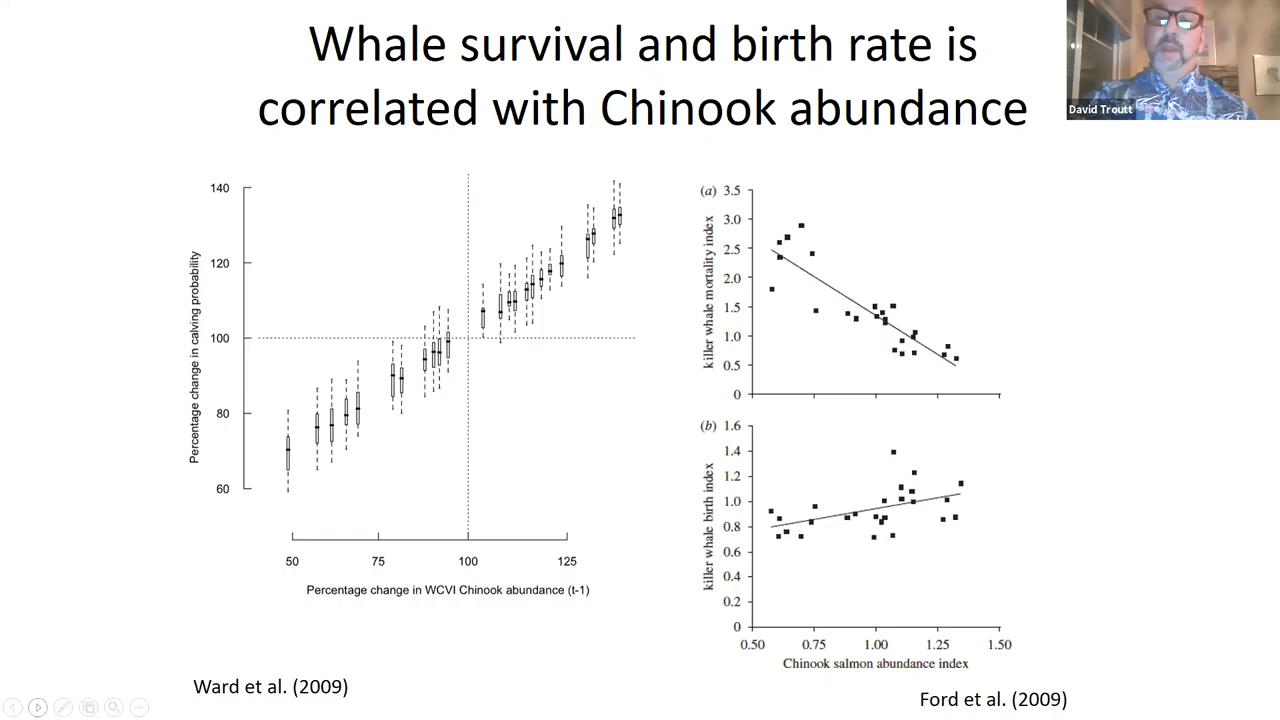 Whale survival and birth rate is
correlated with Chinook abundance
David Troutt
140
120
100
80
60
Percentage change in calving probability
50 75 100 125
Percentage change in WCVI Chinook abundance (t-1)
Ward et al. (2009)
(a)
3.5
3.0
2.5
2.0
1.5
1.0
0.5
0
killer whale mortality index
(b)
1.6
1.4
1.2
1.0
0.8
0.6
0.4
0.2
0
killer whale birth index
0.50 0.75 1.00 1.25 1.50
Chinook salmon abundance index
Ford et al. (2009)